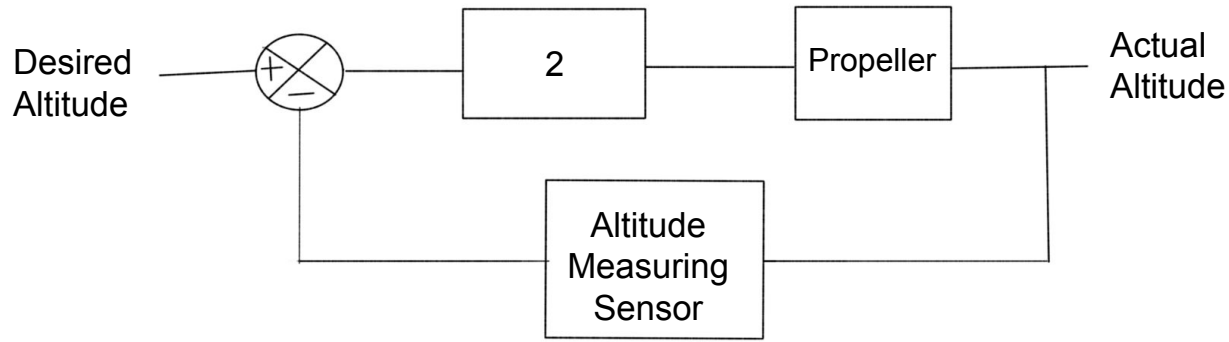 Desired
Altitude
+
−
2
Propeller
Actual
Altitude
Altitude
Measuring
Sensor